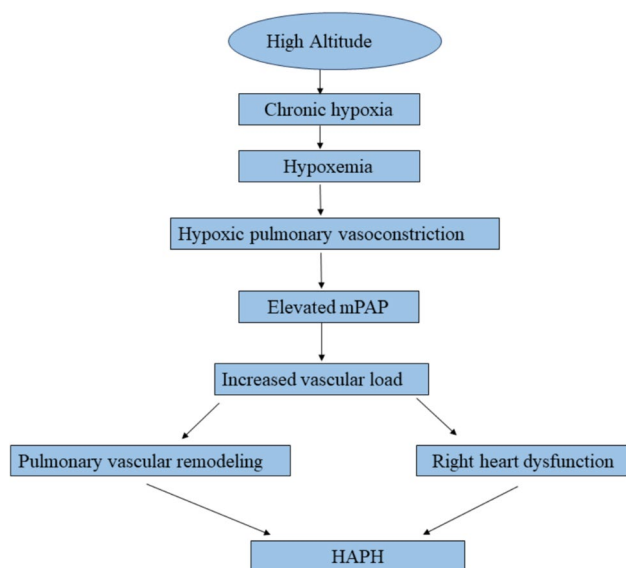 High Altitude
Chronic hypoxia
Hypoxemia
Hypoxic pulmonary vasoconstriction
Elevated mPAP
Increased vascular load
Pulmonary vascular remodeling
Right heart dysfunction
HAPH